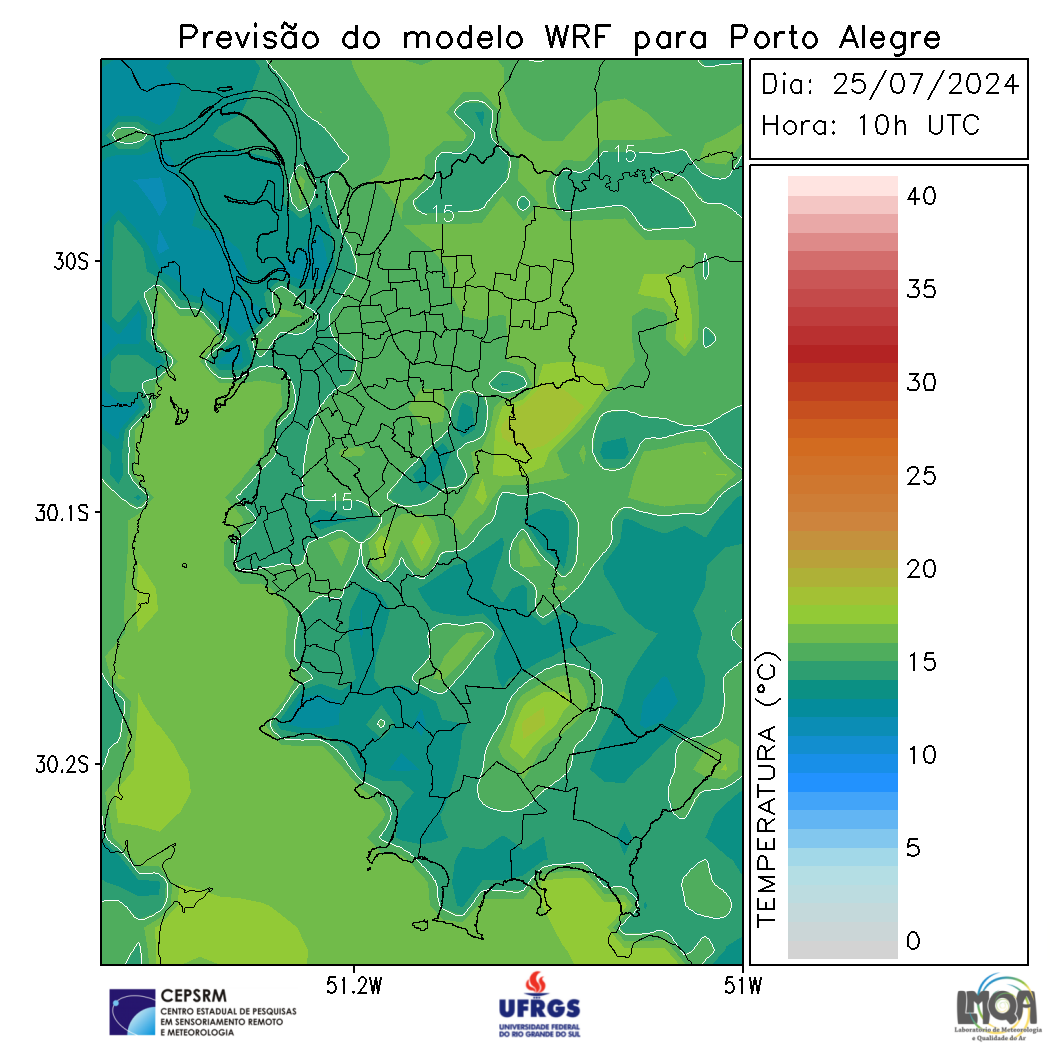 Previsão do modelo WRF para Porto Alegre
Dia: 25/07/2024
Hora: 10h UTC
15
15
15
30S
30.1S
30.2S
51.2W
51W
40
35
30
25
20
15
10
5
0
TEMPERATURA (°C)
CEPSRM
CENTRO ESTADUAL DE PESQUISAS
EM SENSORIAMENTO REMOTO
E METEOROLOGIA
UFRGS
UNIVERSIDADE FEDERAL
DO RIO GRANDE DO SUL
LMQA
Laboratório de Meteorologia
e Qualidade do Ar